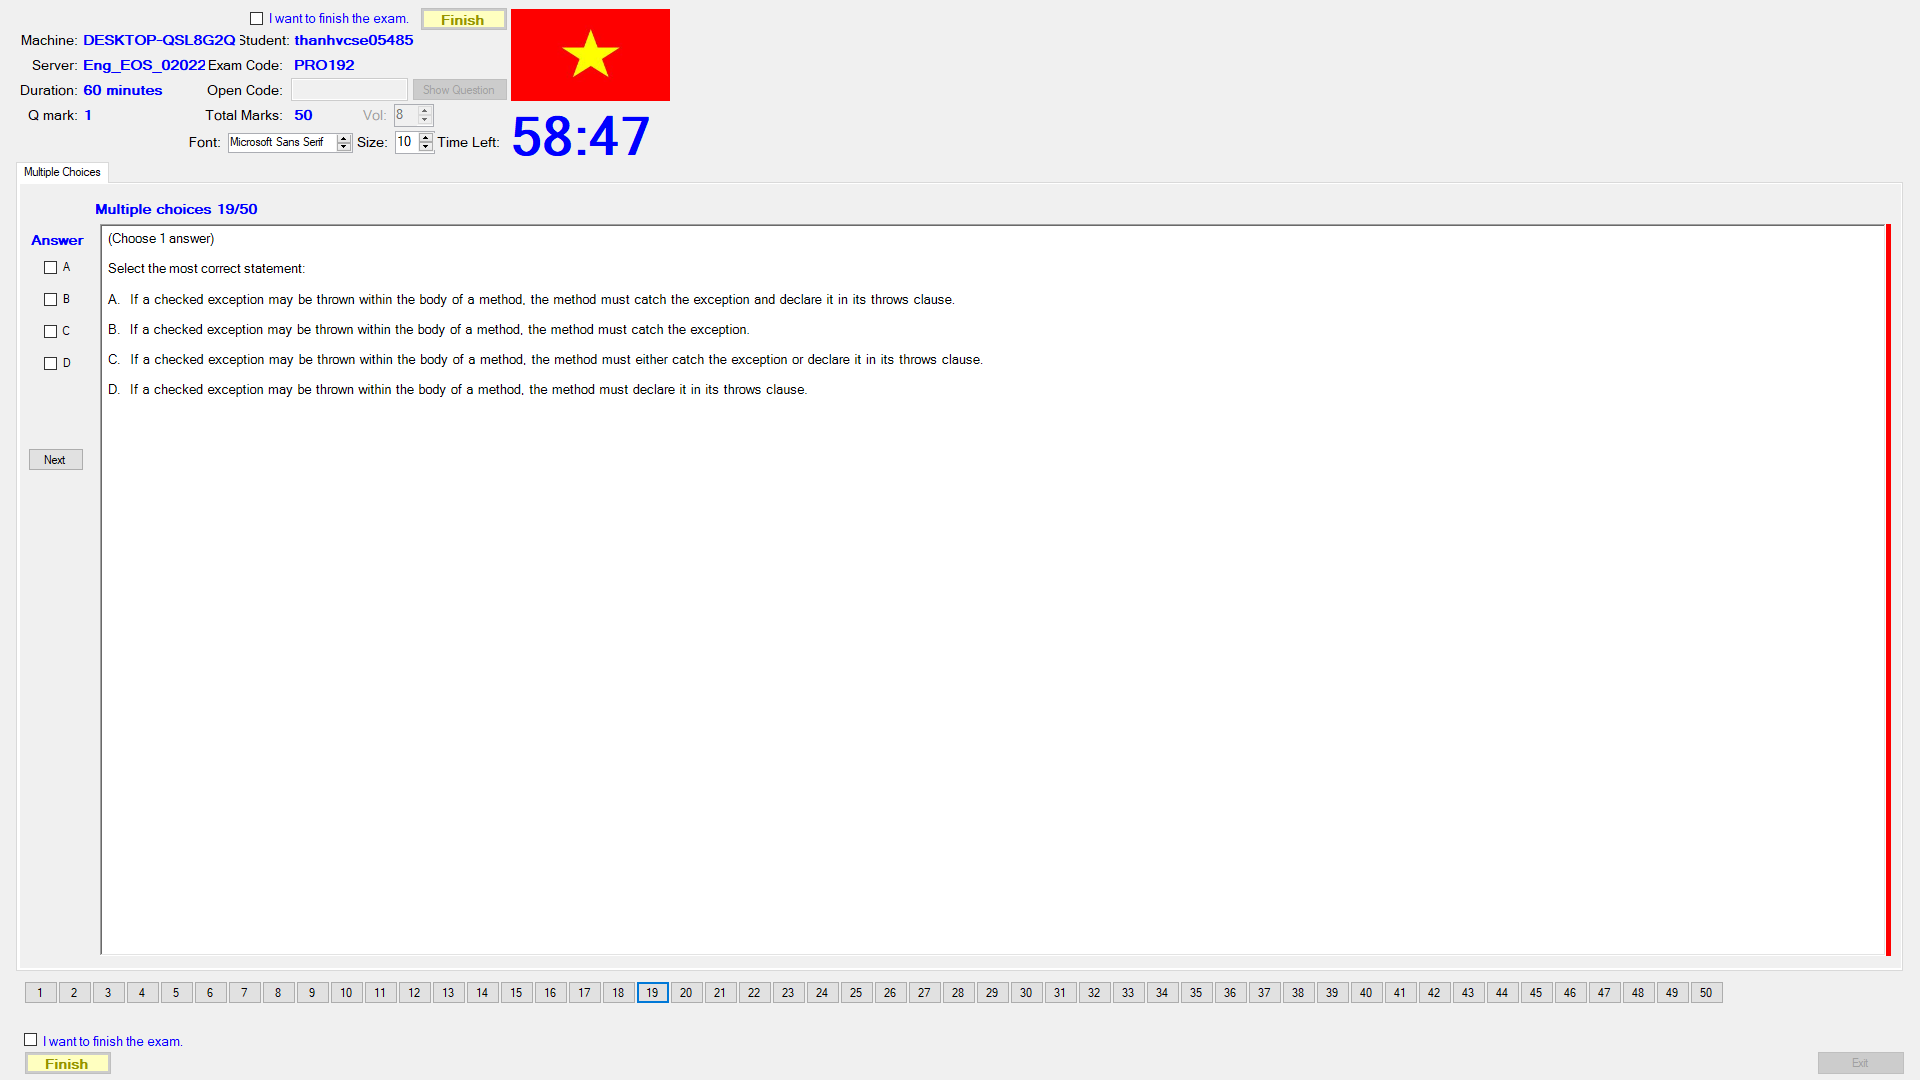 I want to finish the exam.
Finish
Machine: DESKTOP-QSL8G2Q Student: thanhvcse05485
Server: Eng_EOS_02022 Exam Code: PRO192
Duration: 60 minutes Open Code: Show Question
Q mark: 1 Total Marks: 50 Vol: 8
Font: Microsoft Sans Serif Size: 10 Time Left: 58:47
Multiple Choices
Multiple choices 19/50
Answer
A
B
C
D
Next
(Choose 1 answer)
Select the most correct statement:
A. If a checked exception may be thrown within the body of a method, the method must catch the exception and declare it in its throws clause.
B. If a checked exception may be thrown within the body of a method, the method must catch the exception.
C. If a checked exception may be thrown within the body of a method, the method must either catch the exception or declare it in its throws clause.
D. If a checked exception may be thrown within the body of a method, the method must declare it in its throws clause.
1 2 3 4 5 6 7 8 9 10 11 12 13 14 15 16 17 18 19 20 21 22 23 24 25 26 27 28 29 30 31 32 33 34 35 36 37 38 39 40 41 42 43 44 45 46 47 48 49 50
I want to finish the exam.
Finish
Exit